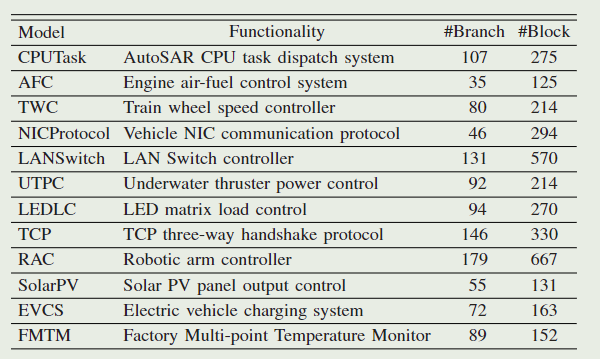 Model Functionality #Branch #Block
CPUTask AutoSAR CPU task dispatch system 107 275
AFC Engine air-fuel control system 35 125
TWC Train wheel speed controller 80 214
NICProtocol Vehicle NIC communication protocol 46 294
LANSwitch LAN Switch controller 131 570
UTPC Underwater thruster power control 92 214
LEDLC LED matrix load control 94 270
TCP TCP three-way handshake protocol 146 330
RAC Robotic arm controller 179 667
SolarPV Solar PV panel output control 55 131
EVCS Electric vehicle charging system 72 163
FMTM Factory Multi-point Temperature Monitor 89 152